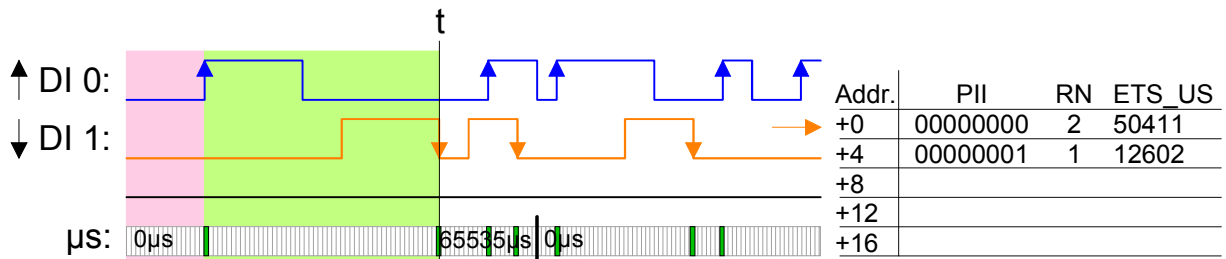 t
DI 0:
DI 1:
µs: 0µs 65535µs 0µs
Addr. PII RN ETS_US
+0 00000000 2 50411
+4 00000001 1 12602
+8
+12
+16